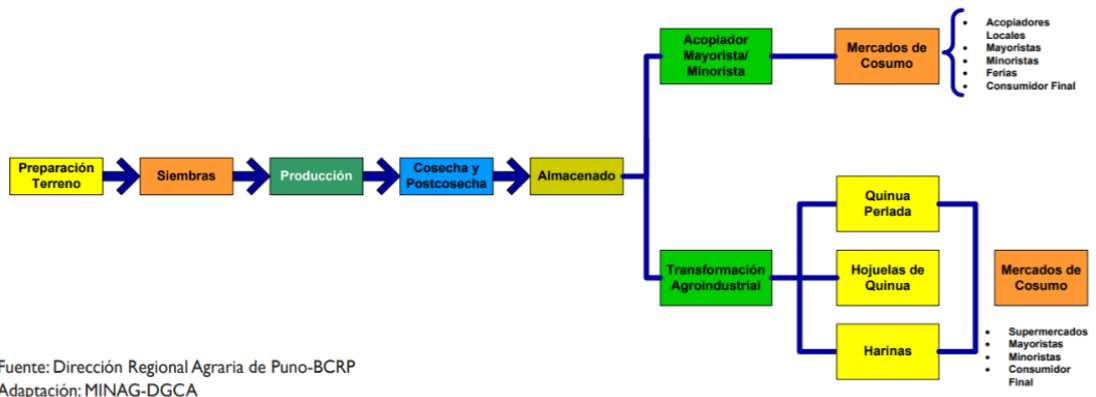 Preparación
Terreno
Siembras
Producción
Cosecha y
Postcosecha
Almacenado
Acopiador
Mayorista/
Minorista
Mercados de
Cosumo
• Acopiadores
Locales
• Mayoristas
• Minoristas
• Ferias
• Consumidor Final
Transformación
Agroindustrial
Quinua
Perlada
Hojuelas de
Quinua
Harinas
Mercados de
Cosumo
• Supermercados
• Mayoristas
• Minoristas
• Consumidor
Final
Fuente: Dirección Regional Agraria de Puno-BCRP
Adaptación: MINAG-DGCA